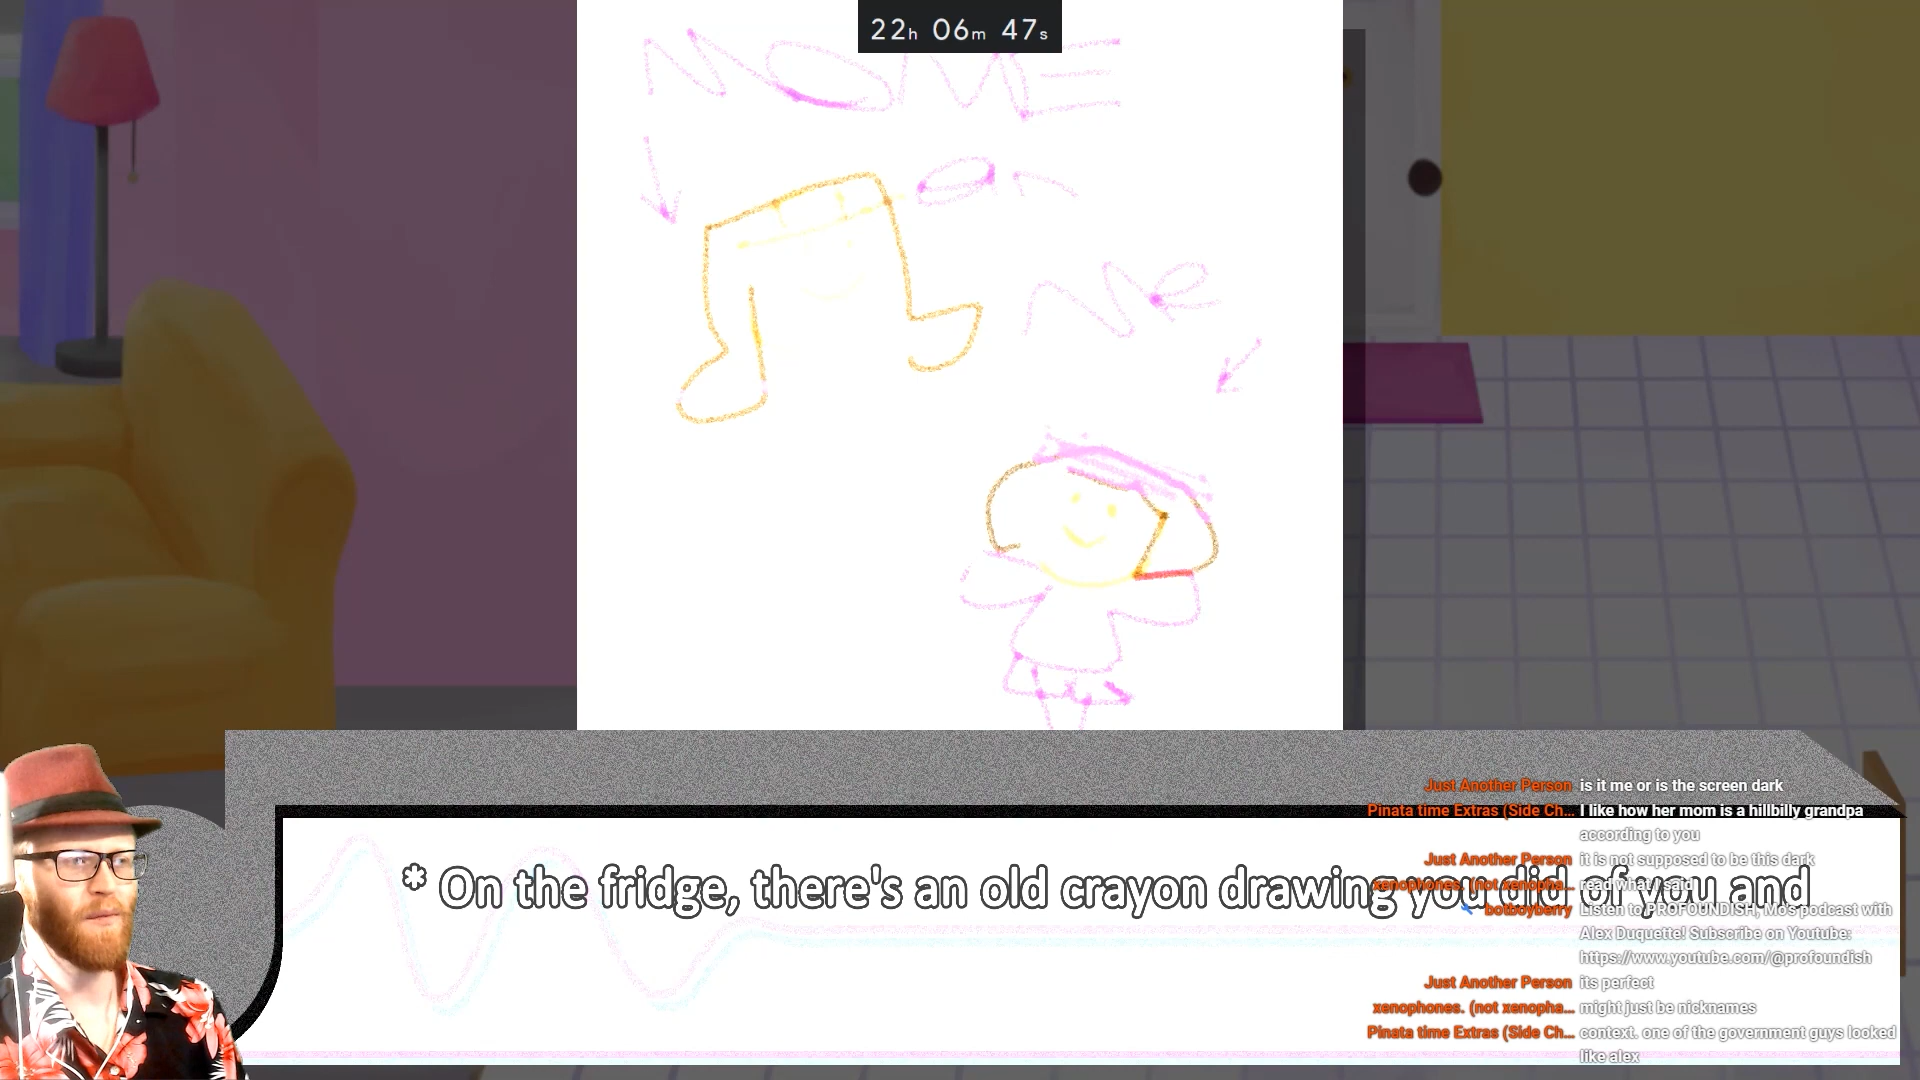 22h 06m 47s
MOME
an
Me
* On the fridge, there's an old crayon drawing you did of you and
Just Another Person is it me or is the screen dark
Pinata time Extras (Side Ch... I like how her mom is a hillbilly grandpa
according to you
Just Another Person it is not supposed to be this dark
xenophones. (not xenopha... read what I said
botboyberry Listen to PROFOUNDISH, Mo's podcast with
Alex Duquette! Subscribe on Youtube:
https://www.youtube.com/@profoundish
Just Another Person its perfect
xenophones. (not xenopha... might just be nicknames
Pinata time Extras (Side Ch... context. one of the government guys looked
like alex